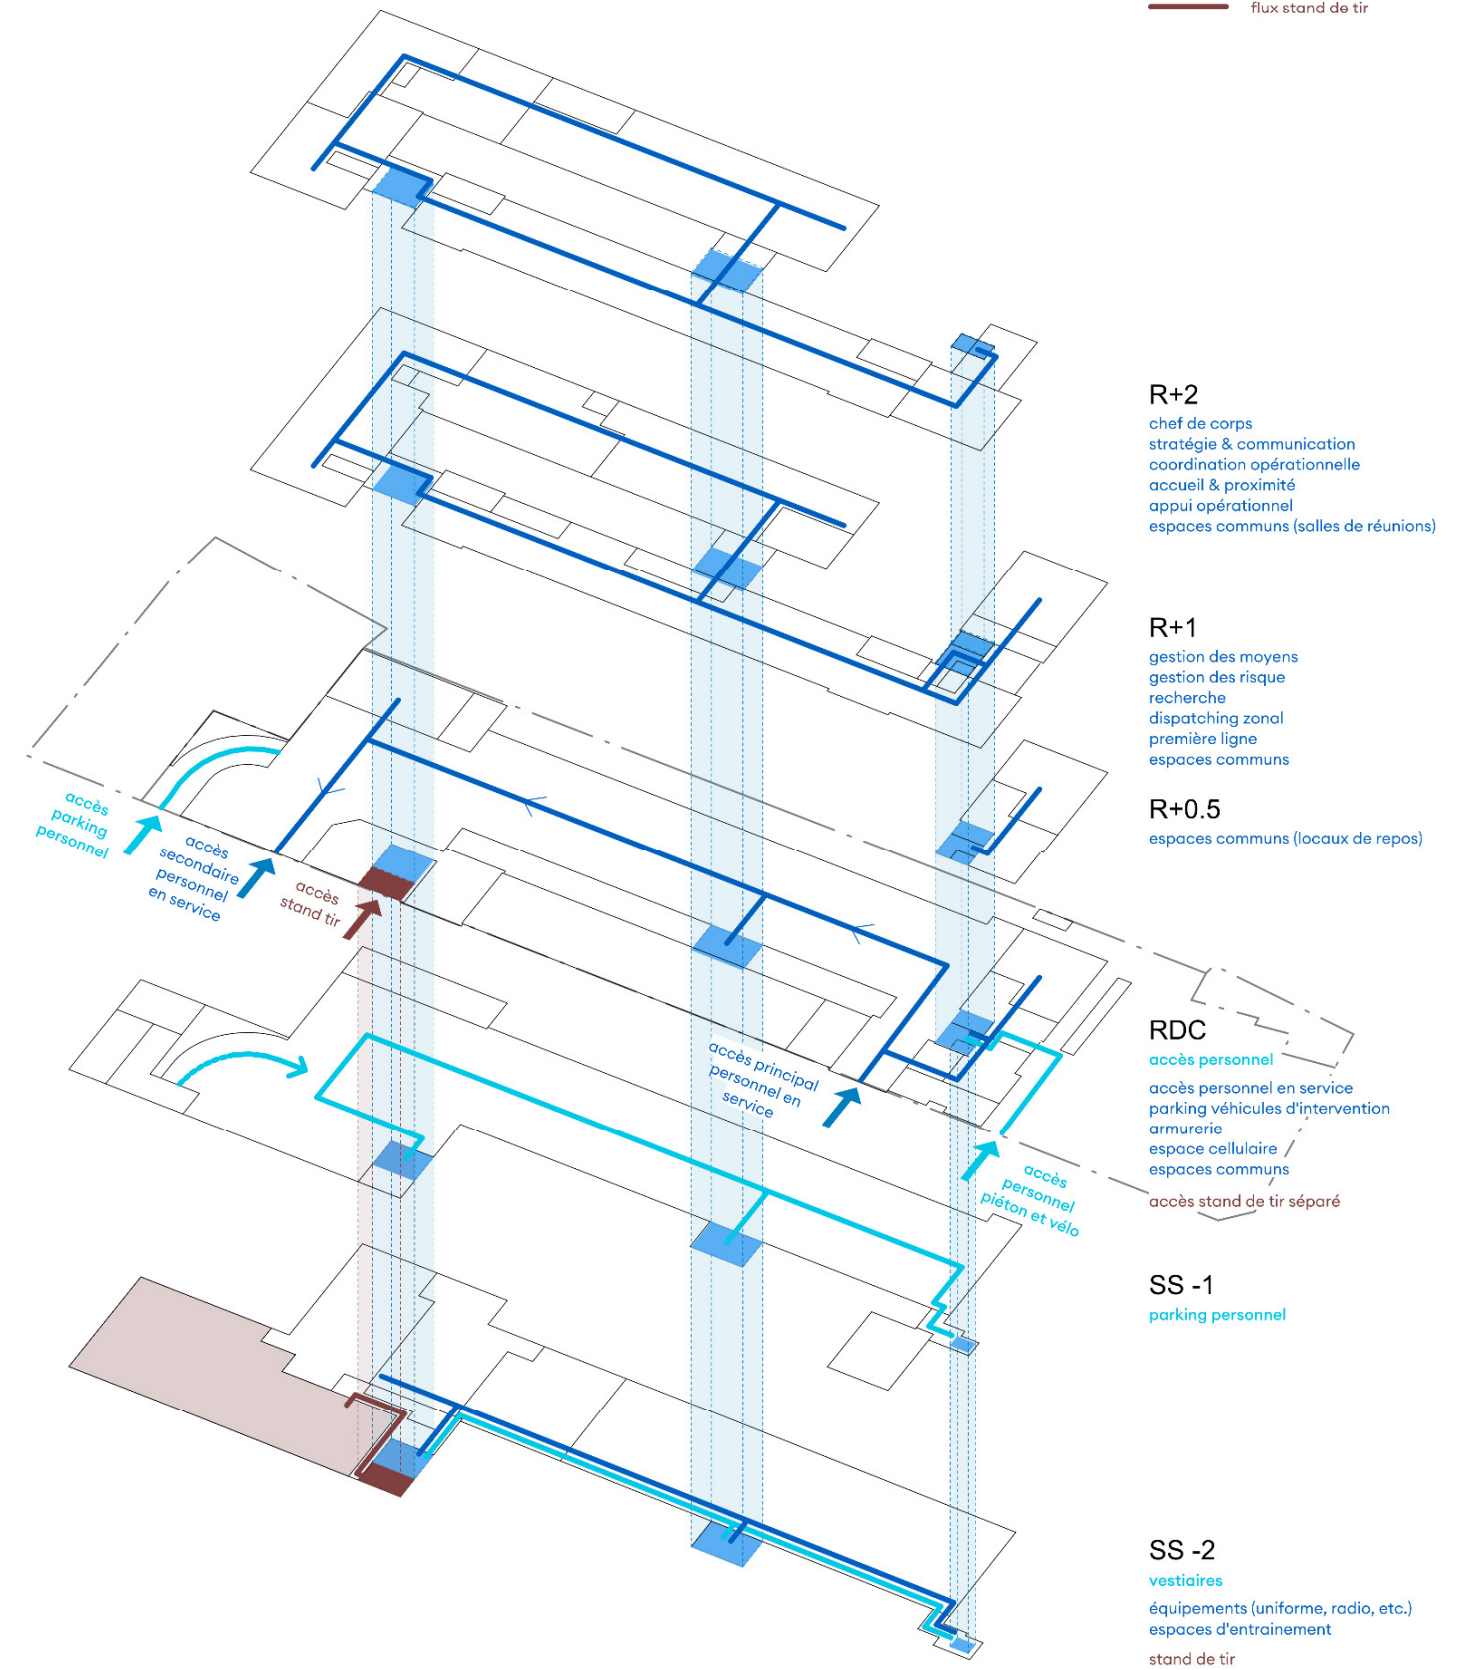 flux stand de tir
R+2
chef de corps
stratégie & communication
coordination opérationnelle
accueil & proximité
appui opérationnel
espaces communs (salles de réunions)
R+1
gestion des moyens
gestion des risque
recherche
dispatching zonal
première ligne
espaces communs
R+0.5
espaces communs (locaux de repos)
accès
parking
personnel
accès
secondaire
personnel
en service
accès
stand tir
accès principal
personnel en
service
accès
personnel
piéton et vélo
RDC
accès personnel
accès personnel en service
parking véhicules d'intervention
armurerie
espace cellulaire
espaces communs
accès stand de tir séparé
SS -1
parking personnel
SS -2
vestiaires
équipements (uniforme, radio, etc.)
espaces d'entrainement
stand de tir